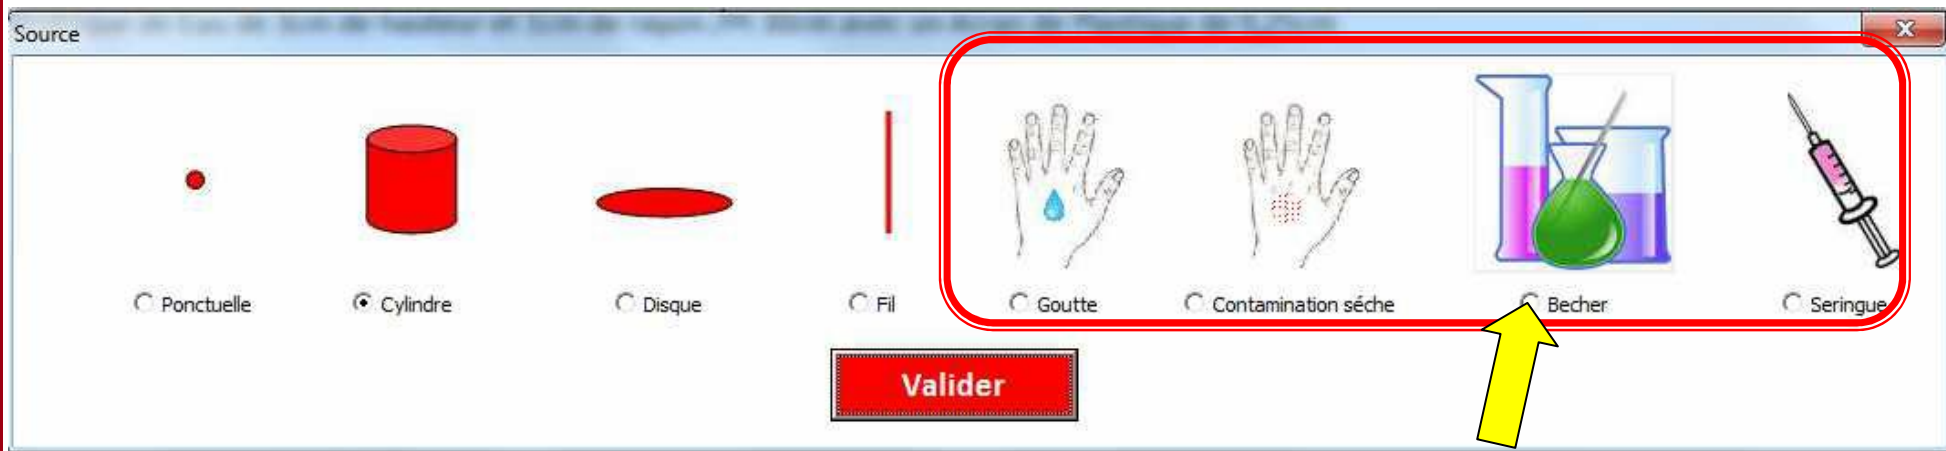 Source
Ponctuelle Cylindre Disque Fil Goutte Contamination séche Becher Seringue
Valider